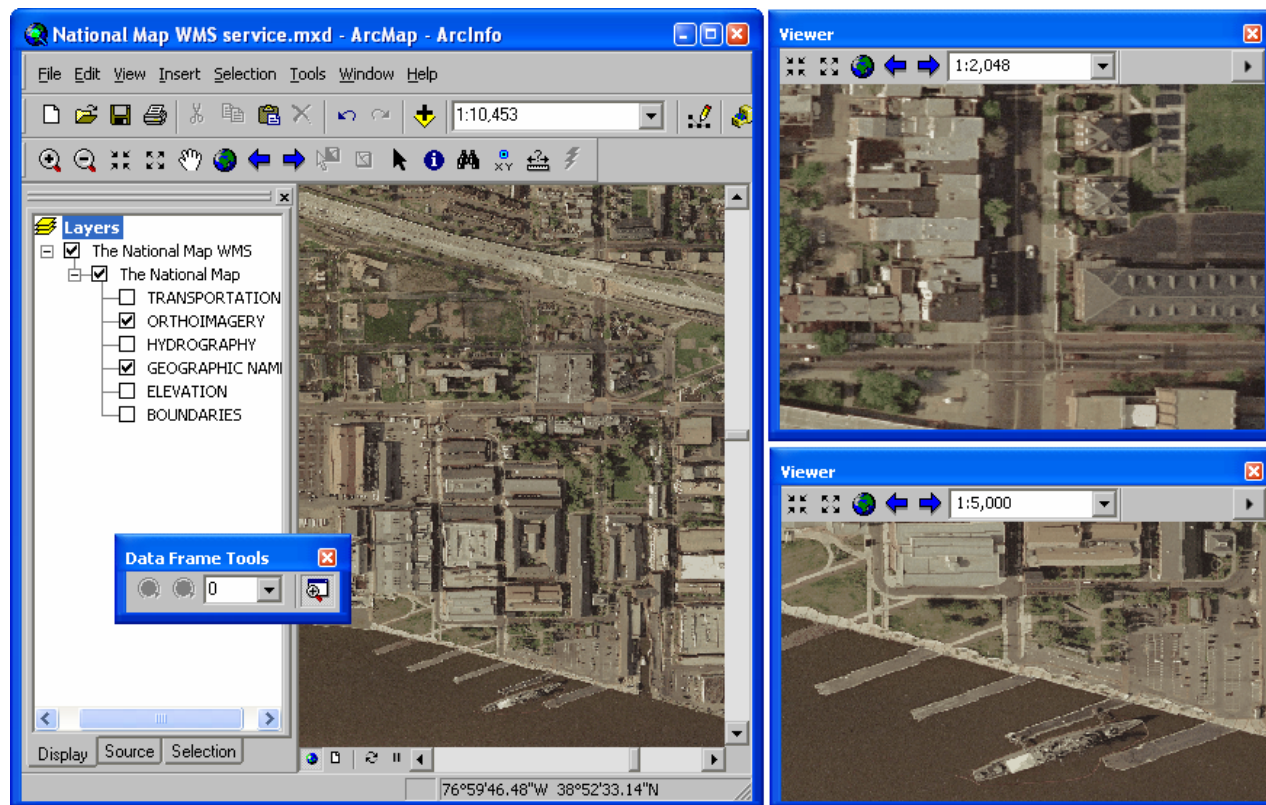 National Map WMS service.mxd - ArcMap - ArcInfo
File Edit View Insert Selection Tools Window Help
1:10,453
XY
Layers
The National Map WMS
The National Map
TRANSPORTATION
ORTHOIMAGERY
HYDROGRAPHY
GEOGRAPHIC NAM
ELEVATION
BOUNDARIES
Data Frame Tools
0
Display Source Selection
76°59'46.48"W 38°52'33.14"N
Viewer
1:2,048
Viewer
1:5,000